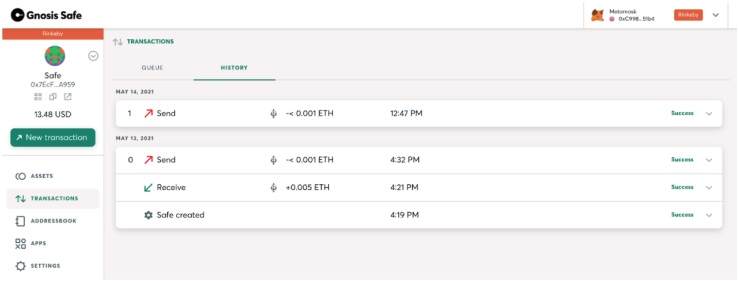 Gnosis Safe
Metamask
0xC998...51b4
Rinkeby
Rinkeby
Safe
0x7EcF...A959
13.48 USD
New transaction
ASSETS
TRANSACTIONS
ADDRESSBOOK
APPS
SETTINGS
TRANSACTIONS
QUEUE HISTORY
MAY 14, 2021
1 Send -< 0.001 ETH 12:47 PM Success
MAY 13, 2021
0 Send -< 0.001 ETH 4:32 PM Success
Receive +0.005 ETH 4:21 PM Success
Safe created 4:19 PM Success